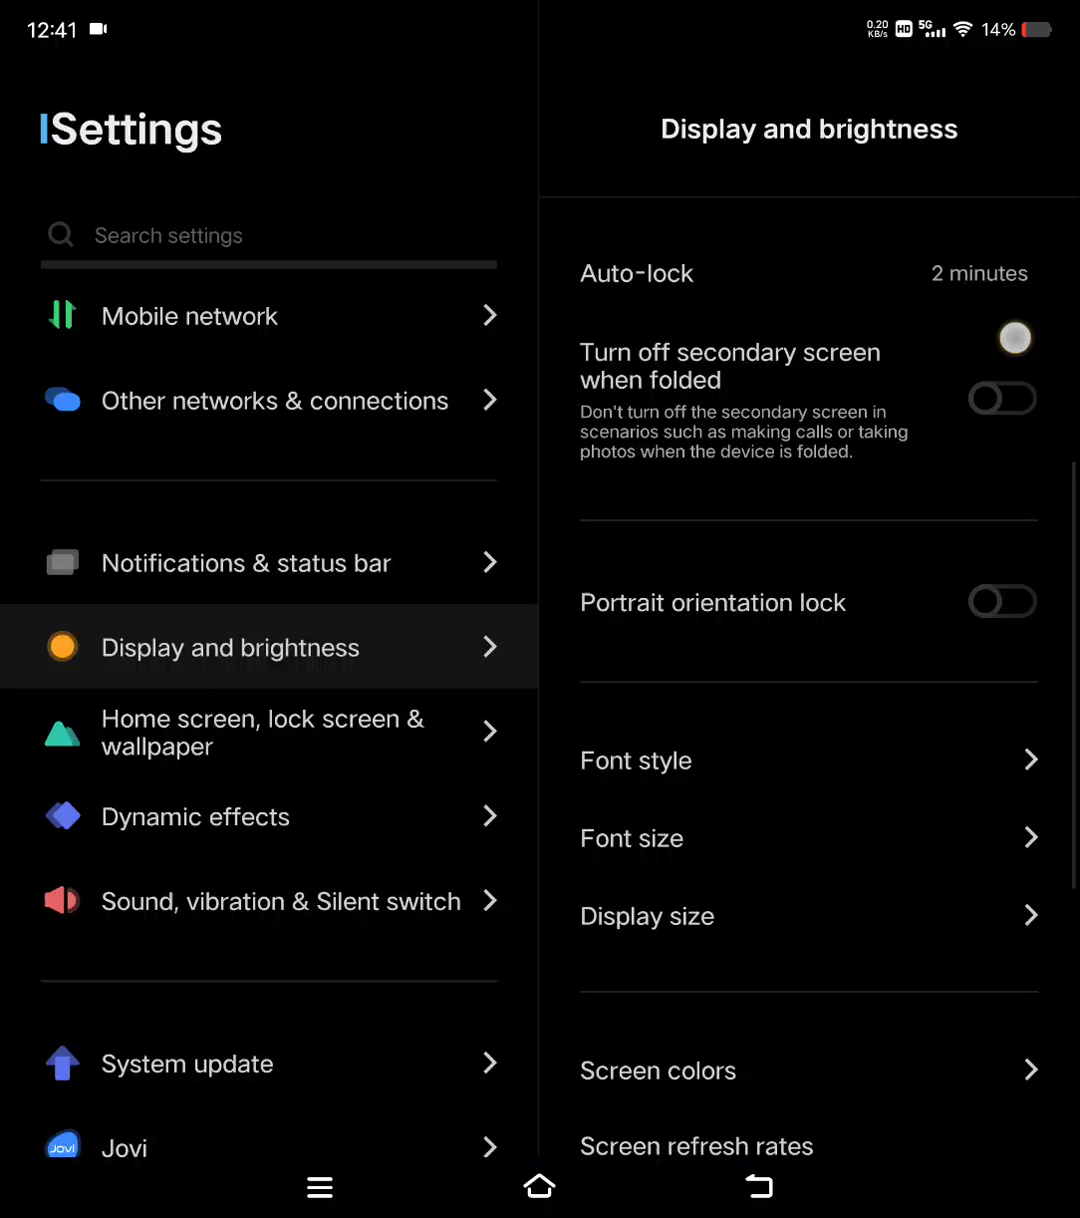 12:41
0.20
KB/s
HD
5G
14%
Settings
Search settings
Mobile network
Other networks & connections
Notifications & status bar
Display and brightness
Home screen, lock screen &
wallpaper
Dynamic effects
Sound, vibration & Silent switch
System update
Jovi
Jovi
Display and brightness
Auto-lock
2 minutes
Turn off secondary screen
when folded
Don't turn off the secondary screen in
scenarios such as making calls or taking
photos when the device is folded.
Portrait orientation lock
Font style
Font size
Display size
Screen colors
Screen refresh rates